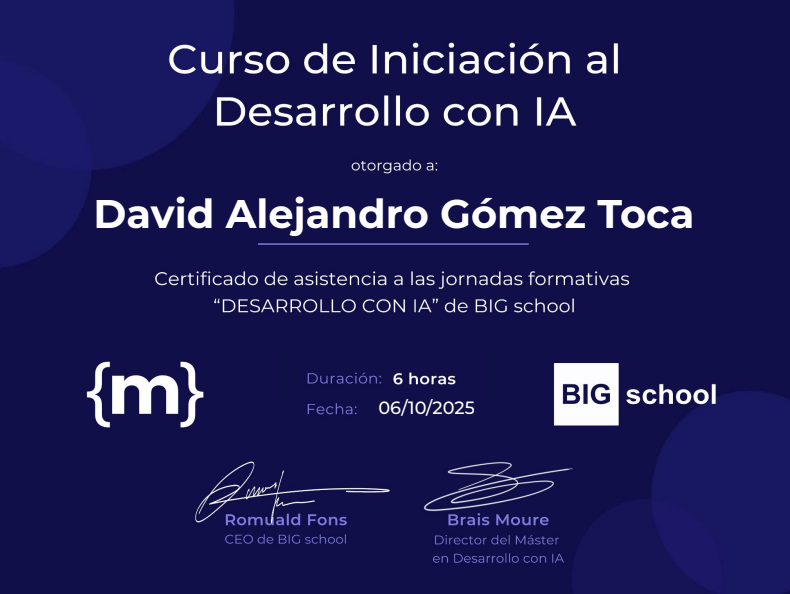 Curso de Iniciación al
Desarrollo con IA
otorgado a:
David Alejandro Gómez Toca
Certificado de asistencia a las jornadas formativas
“DESARROLLO CON IA” de BIG school
{m}
Duración: 6 horas
Fecha: 06/10/2025
BIG school
Romuald Fons
CEO de BIG school
Brais Moure
Director del Máster
en Desarrollo con IA